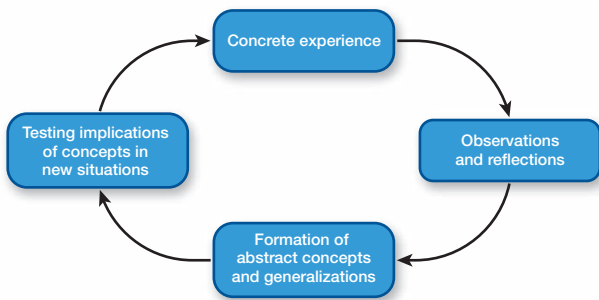 Concrete experience
Observations
and reflections
Formation of
abstract concepts
and generalizations
Testing implications
of concepts in
new situations